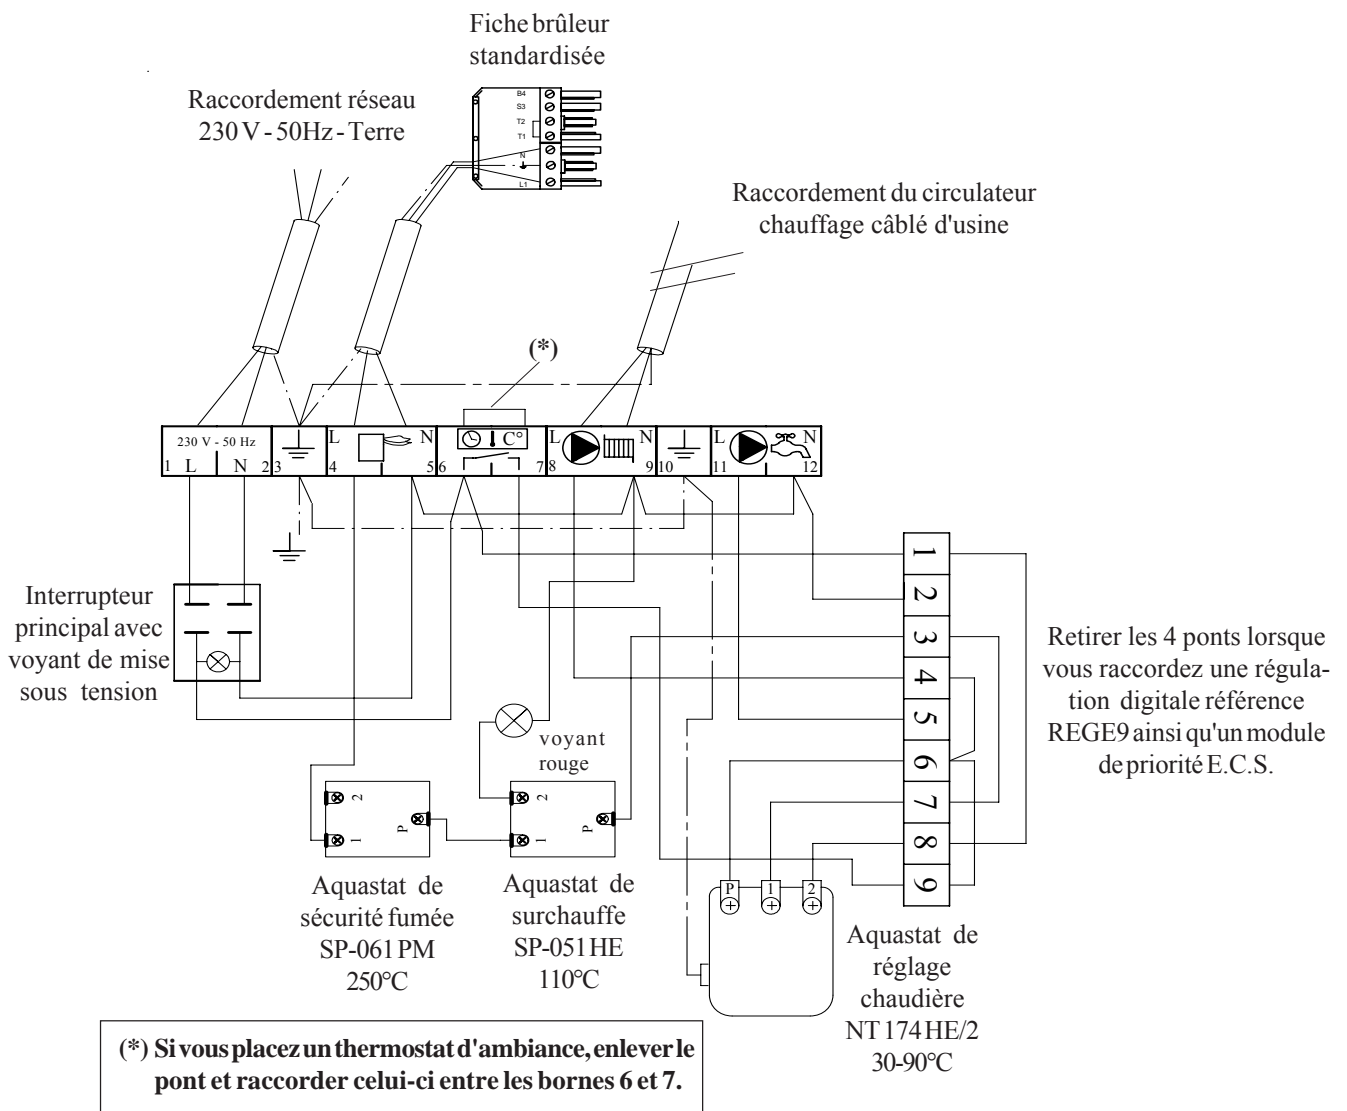 Fiche brûleur
standardisée
Raccordement réseau
230 V - 50Hz - Terre
B4
S3
T2
T1
N
L1
Raccordement du circulateur
chauffage câblé d'usine
(*)
230 V - 50 Hz
1 L N 2
3
L N
4 5
C°
6 7
L N
8 9
10
L N
11 12
Interrupteur
principal avec
voyant de mise
sous tension
1
2
3
4
5
6
7
8
9
Retirer les 4 ponts lorsque
vous raccordez une régula-
tion digitale référence
REGE9 ainsi qu'un module
de priorité E.C.S.
voyant
rouge
2
1
P
2
1
P
P 1 2
Aquastat de
sécurité fumée
SP-061 PM
250°C
Aquastat de
surchauffe
SP-051 HE
110°C
Aquastat de
réglage
chaudière
NT 174 HE/2
30-90°C
(*) Si vous placez un thermostat d'ambiance, enlever le
pont et raccorder celui-ci entre les bornes 6 et 7.